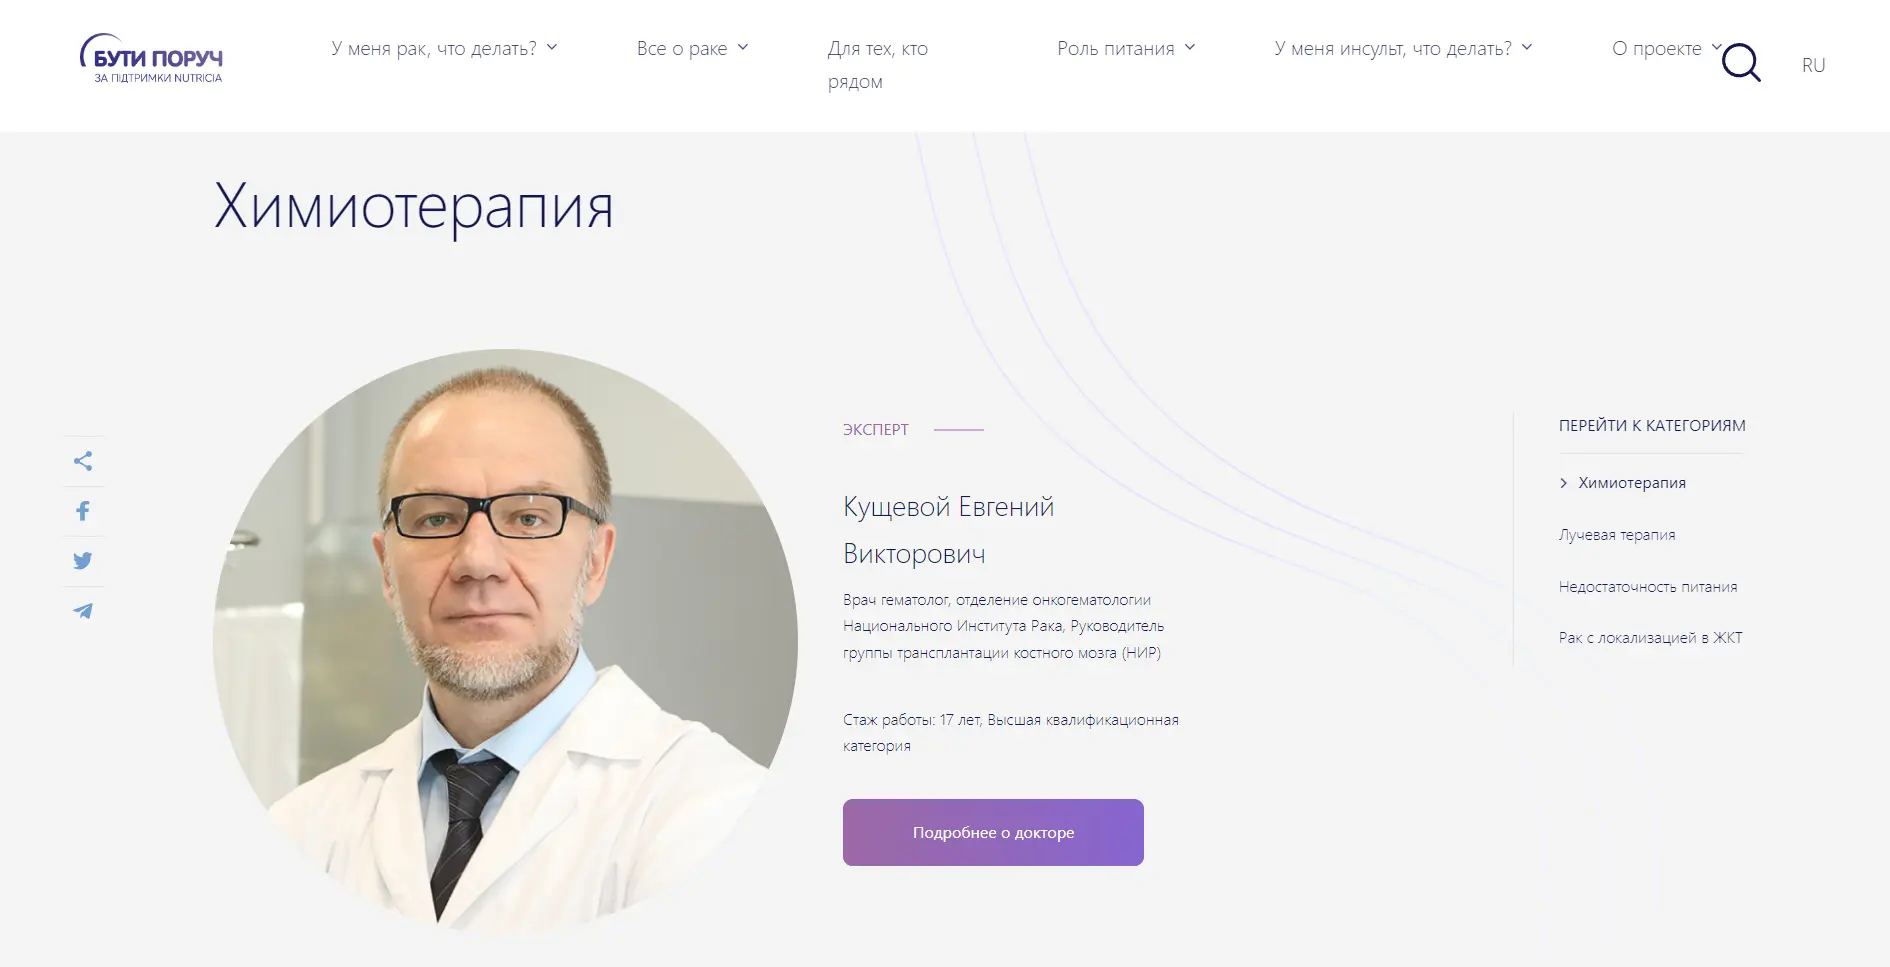 БУТИ ПОРУЧ
ЗА ПІДТРИМКИ NUTRICIA
У меня рак, что делать?
Все о раке
Для тех, кто
рядом
Роль питания
У меня инсульт, что делать?
О проекте
RU
Химиотерапия
ЭКСПЕРТ
Кущевой Евгений
Викторович
Врач гематолог, отделение онкогематологии
Национального Института Рака, Руководитель
группы трансплантации костного мозга (НИР)
Стаж работы: 17 лет, Высшая квалификационная
категория
Подробнее о докторе
ПЕРЕЙТИ К КАТЕГОРИЯМ
Химиотерапия
Лучевая терапия
Недостаточность питания
Рак с локализацией в ЖКТ